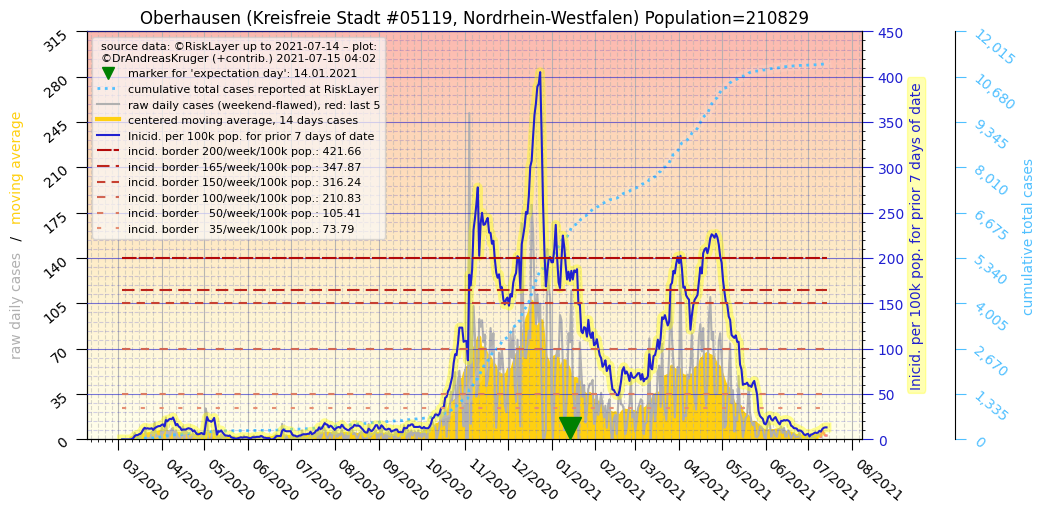 Oberhausen (Kreisfreie Stadt #05119, Nordrhein-Westfalen) Population=210829
source data: ©RiskLayer up to 2021-07-14 – plot:
©DrAndreasKruger (+contrib.) 2021-07-15 04:02
marker for 'expectation day': 14.01.2021
cumulative total cases reported at RiskLayer
raw daily cases (weekend-flawed), red: last 5
centered moving average, 14 days cases
Inicid. per 100k pop. for prior 7 days of date
incid. border 200/week/100k pop.: 421.66
incid. border 165/week/100k pop.: 347.87
incid. border 150/week/100k pop.: 316.24
incid. border 100/week/100k pop.: 210.83
incid. border   50/week/100k pop.: 105.41
incid. border   35/week/100k pop.: 73.79
raw daily cases   /   moving average
315
280
245
210
175
140
105
70
35
0
03/2020
04/2020
05/2020
06/2020
07/2020
08/2020
09/2020
10/2020
11/2020
12/2020
01/2021
02/2021
03/2021
04/2021
05/2021
06/2021
07/2021
08/2021
450
400
350
300
250
200
150
100
50
0
Inicid. per 100k pop. for prior 7 days of date
12,015
10,680
9,345
8,010
6,675
5,340
4,005
2,670
1,335
0
cumulative total cases